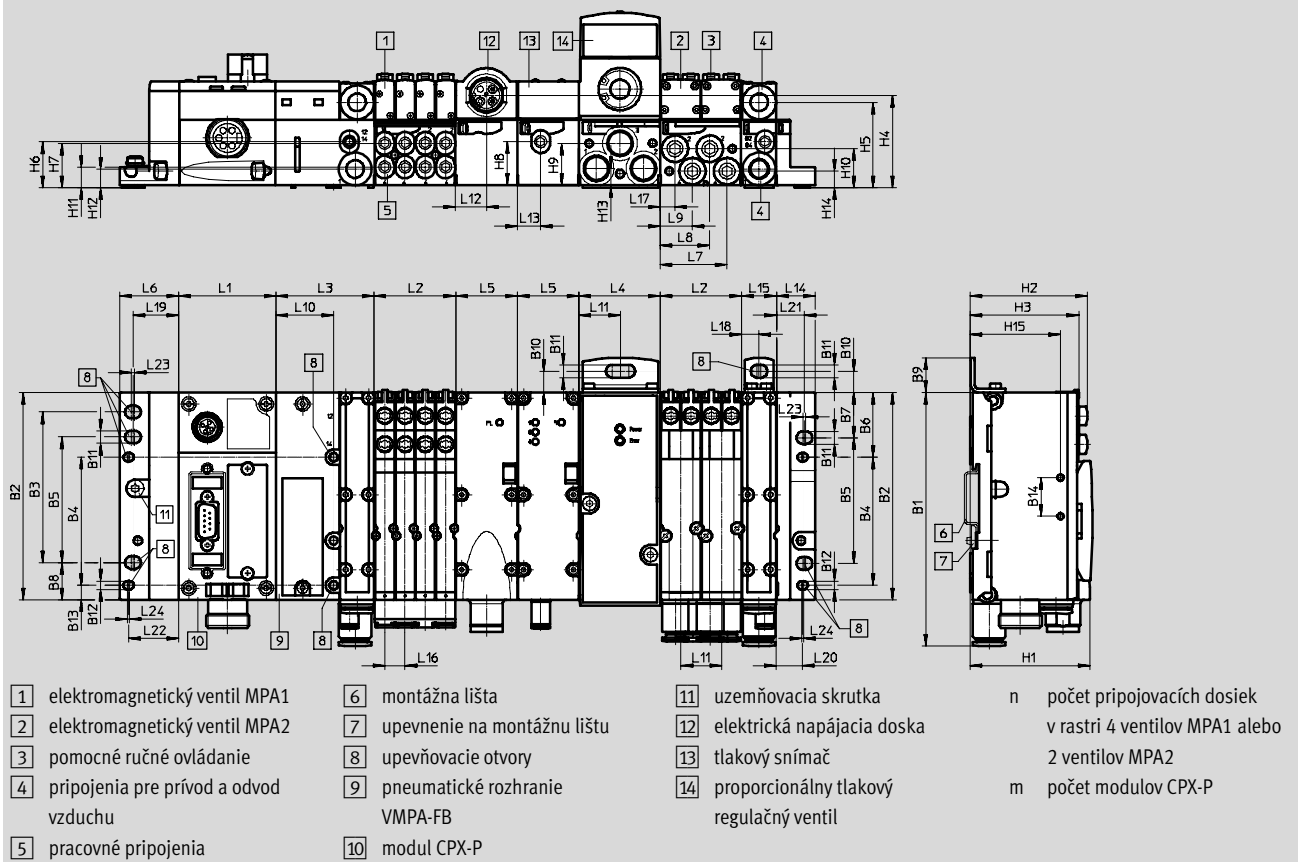 1 12 13 14 2 3 4
H6 H7 H11 H12 H8 H9 H13 H10 H14 H5 H4
5 L12 L13 L17 L9 L8 L7 4
L6 L1 L3 L2 L5 L5 L4 L2 L15 L14
L19 L10 L11 L18 L21
H2
H3
H15
L23 8 8 B10 B11 8 B11 B10
B9
B2 B3 B5 B4 B11 B8 B13 B12
L23 B7 B6 B11 B5 B4 B2 B12
B1 B14
11
8
6
7
L24
L22
10 9 8
L16 L11
L24 8
L20
H1
1 elektromagnetický ventil MPA1
2 elektromagnetický ventil MPA2
3 pomocné ručné ovládanie
4 pripojenia pre prívod a odvod
vzduchu
5 pracovné pripojenia
6 montážna lišta
7 upevnenie na montážnu lištu
8 upevňovacie otvory
9 pneumatické rozhranie
VMPA-FB
10 modul CPX-P
11 uzemňovacia skrutka
12 elektrická napájacia doska
13 tlakový snímač
14 proporcionálny tlakový
regulačný ventil
n počet pripojovacích dosiek
v rastri 4 ventilov MPA1 alebo
2 ventilov MPA2
m počet modulov CPX-P